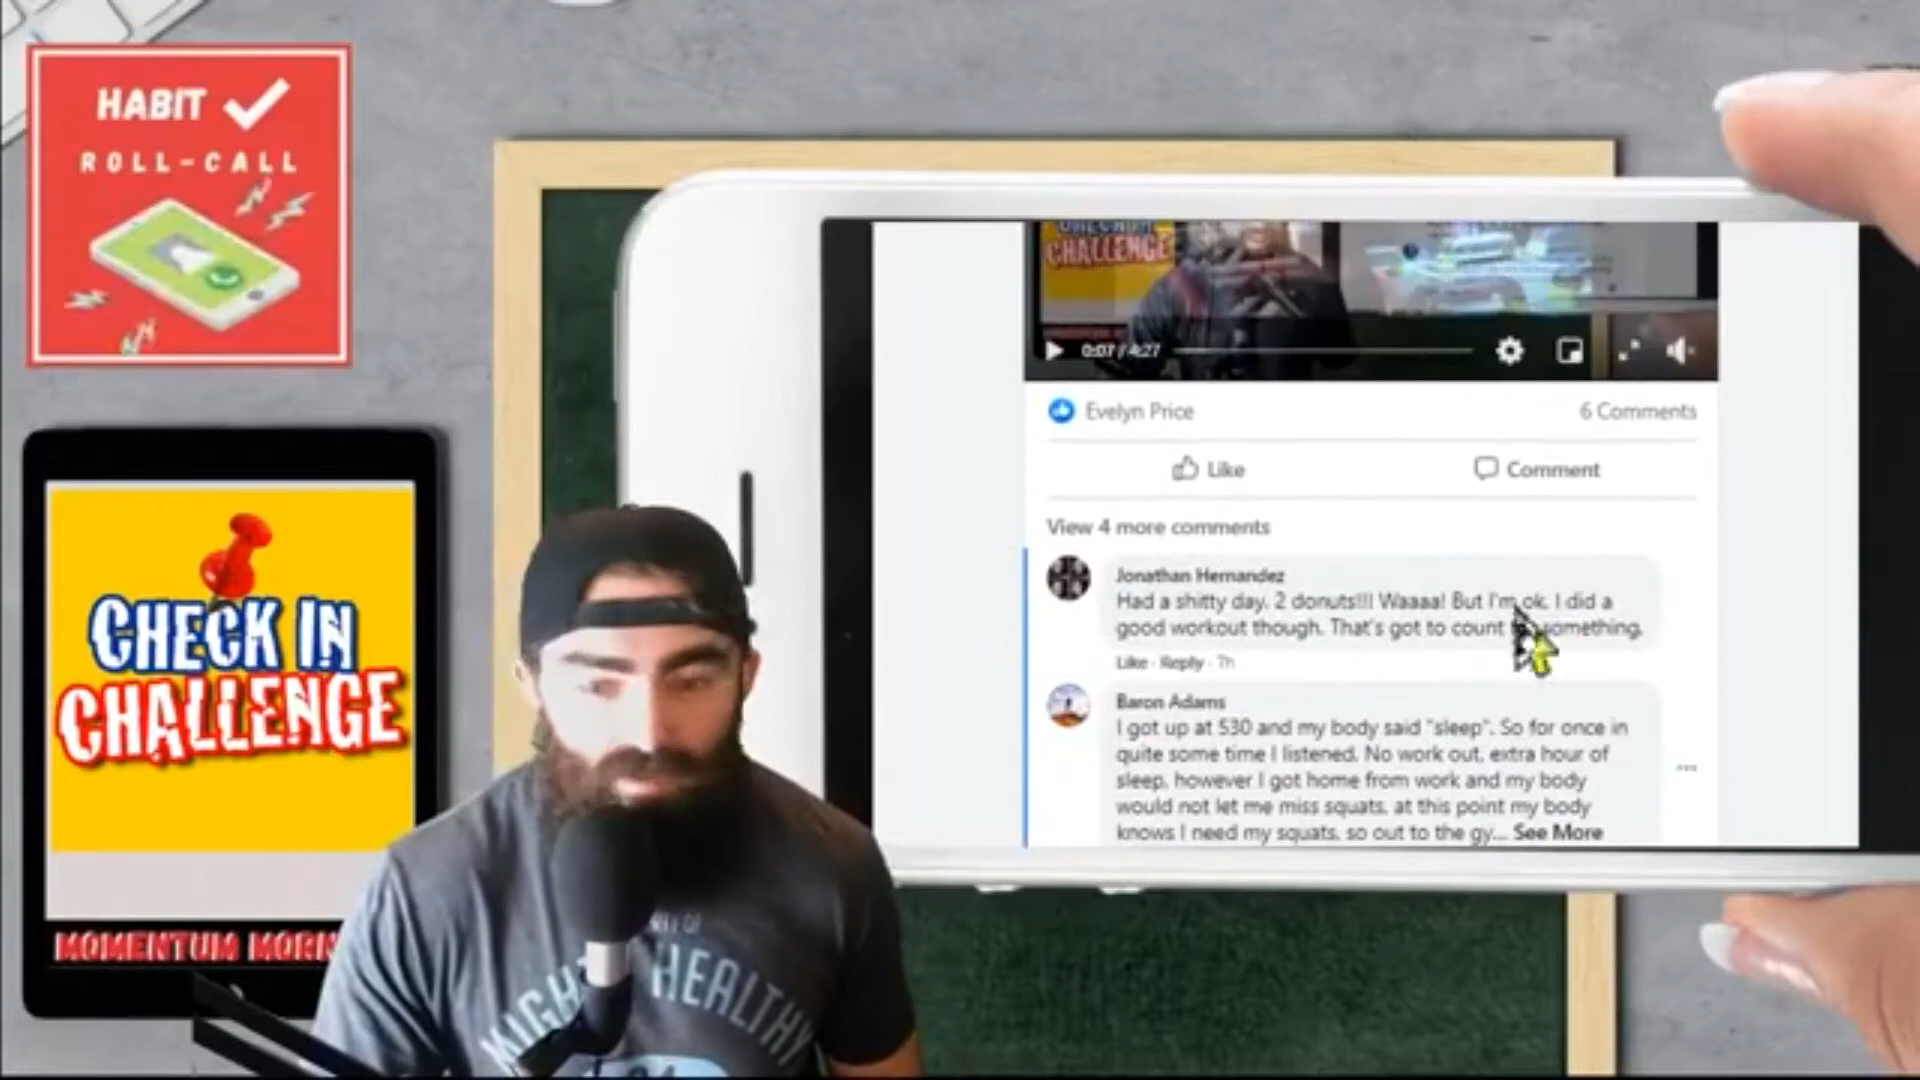 HABIT
ROLL-CALL
CHECK IN
CHALLENGE
MOMENTUM MORN
MIGH HEALTHY
CHECK IN
CHALLENGE
0:07 / 4:27
Evelyn Price
6 Comments
Like
Comment
View 4 more comments
Jonathan Hernandez
Had a shitty day. 2 donuts!!! Waaaa! But I'm ok. I did a
good workout though. That's got to count something.
Like · Reply · 7h
Baron Adams
I got up at 530 and my body said "sleep". So for once in
quite some time I listened. No work out, extra hour of
sleep, however I got home from work and my body
would not let me miss squats, at this point my body
knows I need my squats, so out to the gy... See More